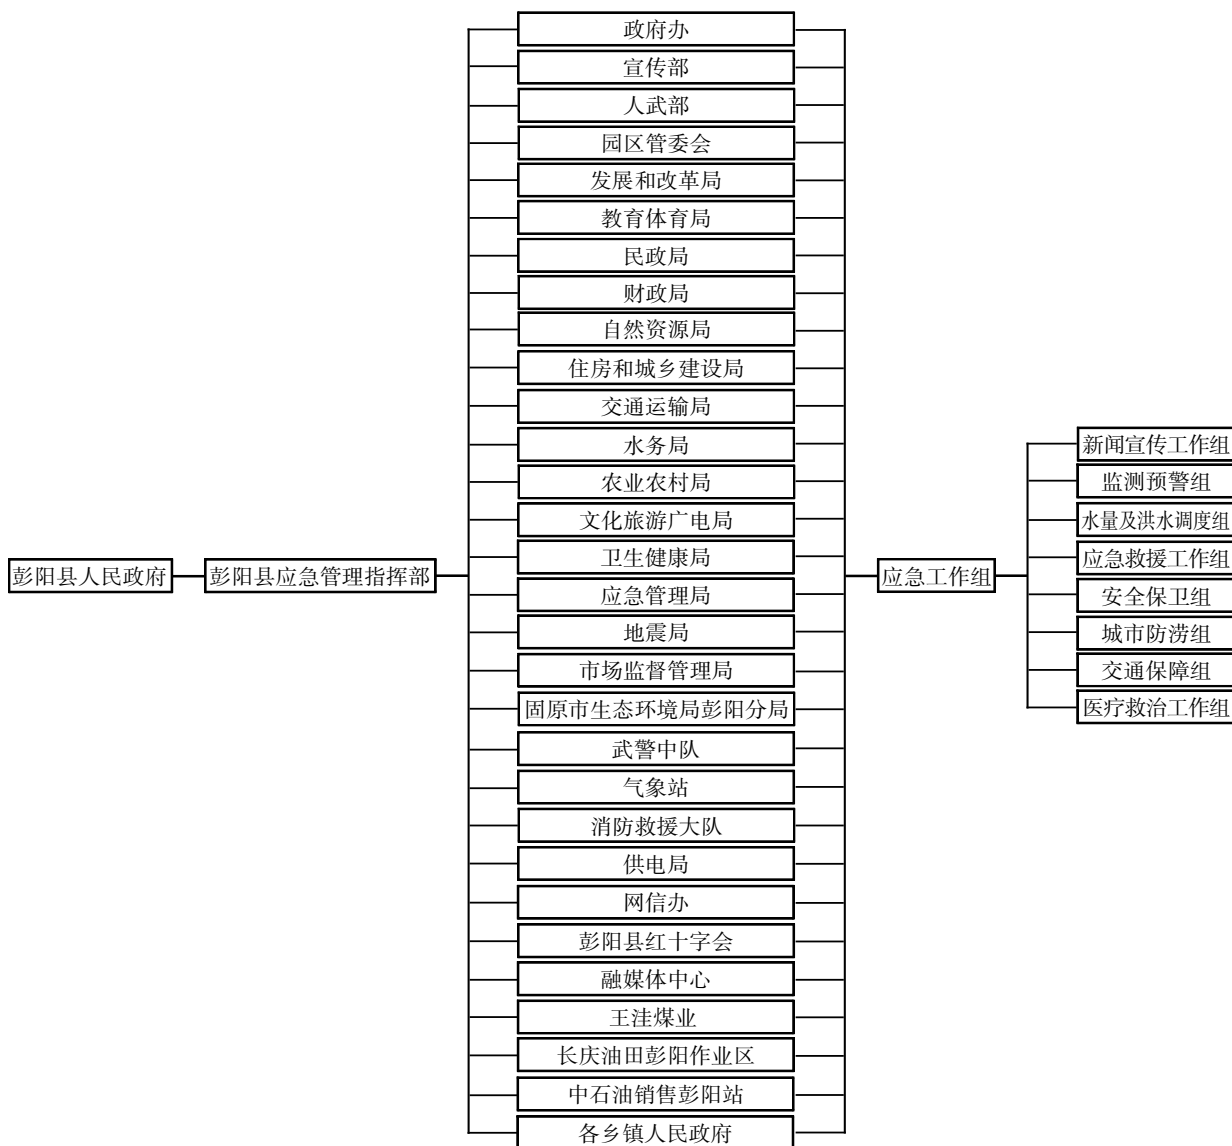 政府办
宣传部
人武部
园区管委会
发展和改革局
教育体育局
民政局
财政局
自然资源局
住房和城乡建设局
交通运输局
水务局
农业农村局
文化旅游广电局
卫生健康局
应急管理局
地震局
市场监督管理局
固原市生态环境局彭阳分局
武警中队
气象站
消防救援大队
供电局
网信办
彭阳县红十字会
融媒体中心
王洼煤业
长庆油田彭阳作业区
中石油销售彭阳站
各乡镇人民政府
彭阳县人民政府
彭阳县应急管理指挥部
应急工作组
新闻宣传工作组
监测预警组
水量及洪水调度组
应急救援工作组
安全保卫组
城市防涝组
交通保障组
医疗救治工作组